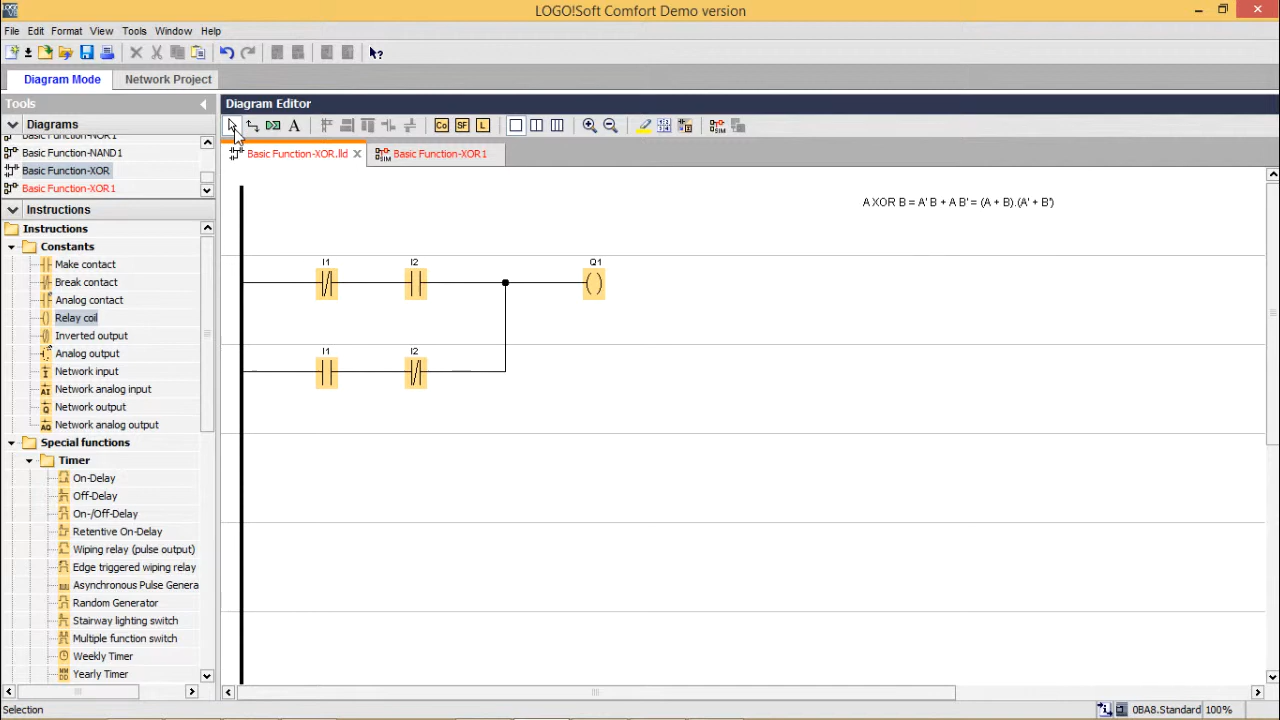 LOGO!Soft Comfort Demo version
File Edit Format View Tools Window Help
Diagram Mode
Network Project
Tools
Diagrams
Basic Function-NOR1
Basic Function-NAND1
Basic Function-XOR
Basic Function-XOR1
Instructions
Instructions
Constants
Make contact
Break contact
Analog contact
Relay coil
Inverted output
Analog output
Network input
Network analog input
Network output
Network analog output
Special functions
Timer
On-Delay
Off-Delay
On-/Off-Delay
Retentive On-Delay
Wiping relay (pulse output)
Edge triggered wiping relay
Asynchronous Pulse Genera
Random Generator
Stairway lighting switch
Multiple function switch
Weekly Timer
Yearly Timer
Diagram Editor
A Co SF L
Basic Function-XOR.lld
Basic Function-XOR1
A XOR B = A' B + A B' = (A + B).(A' + B')
I1 I2 Q1
I1 I2
Selection
0BA8.Standard 100%